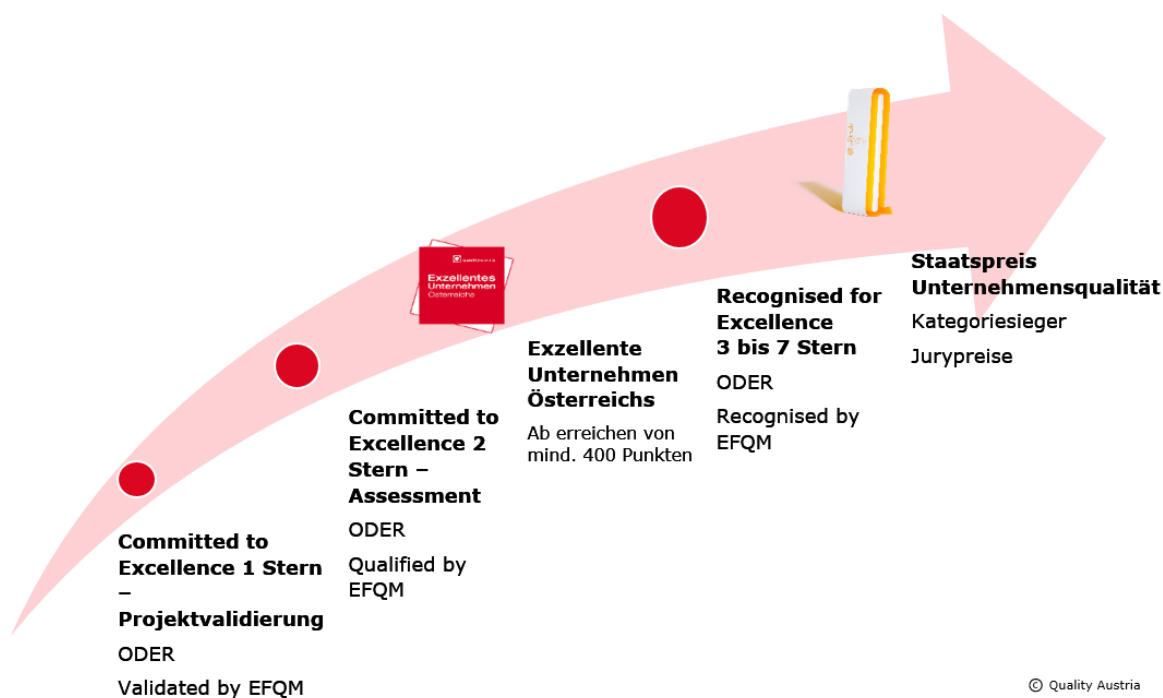 Committed to
Excellence 1 Stern
–
Projektvalidierung
ODER
Validated by EFQM
Committed to
Excellence 2
Stern –
Assessment
ODER
Qualified by
EFQM
Exzellentes
Unternehmen
Österreichs
Exzellente
Unternehmen
Österreichs
Ab erreichen von
mind. 400 Punkten
Recognised for
Excellence
3 bis 7 Stern
ODER
Recognised by
EFQM
Staatspreis
Unternehmensqualität
Kategoriesieger
Jurypreise
© Quality Austria